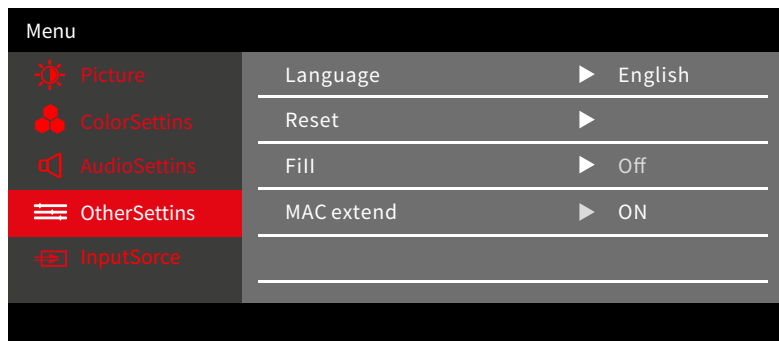 Menu
Picture
ColorSettins
AudioSettins
OtherSettins
InputSorce
Language ▶ English
Reset ▶
Fill ▶ Off
MAC extend ▶ ON